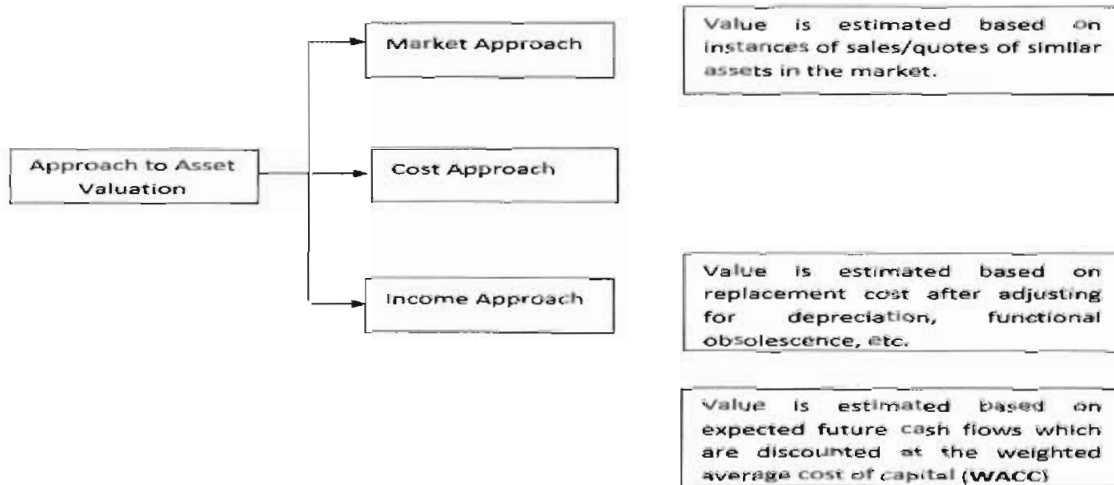 Market Approach
Value is estimated based on
instances of sales/quotes of similar
assets in the market.
Approach to Asset
Valuation
Cost Approach
Income Approach
Value is estimated based on
replacement cost after adjusting
for depreciation, functional
obsolescence, etc.
Value is estimated based on
expected future cash flows which
are discounted at the weighted
average cost of capital (WACC)